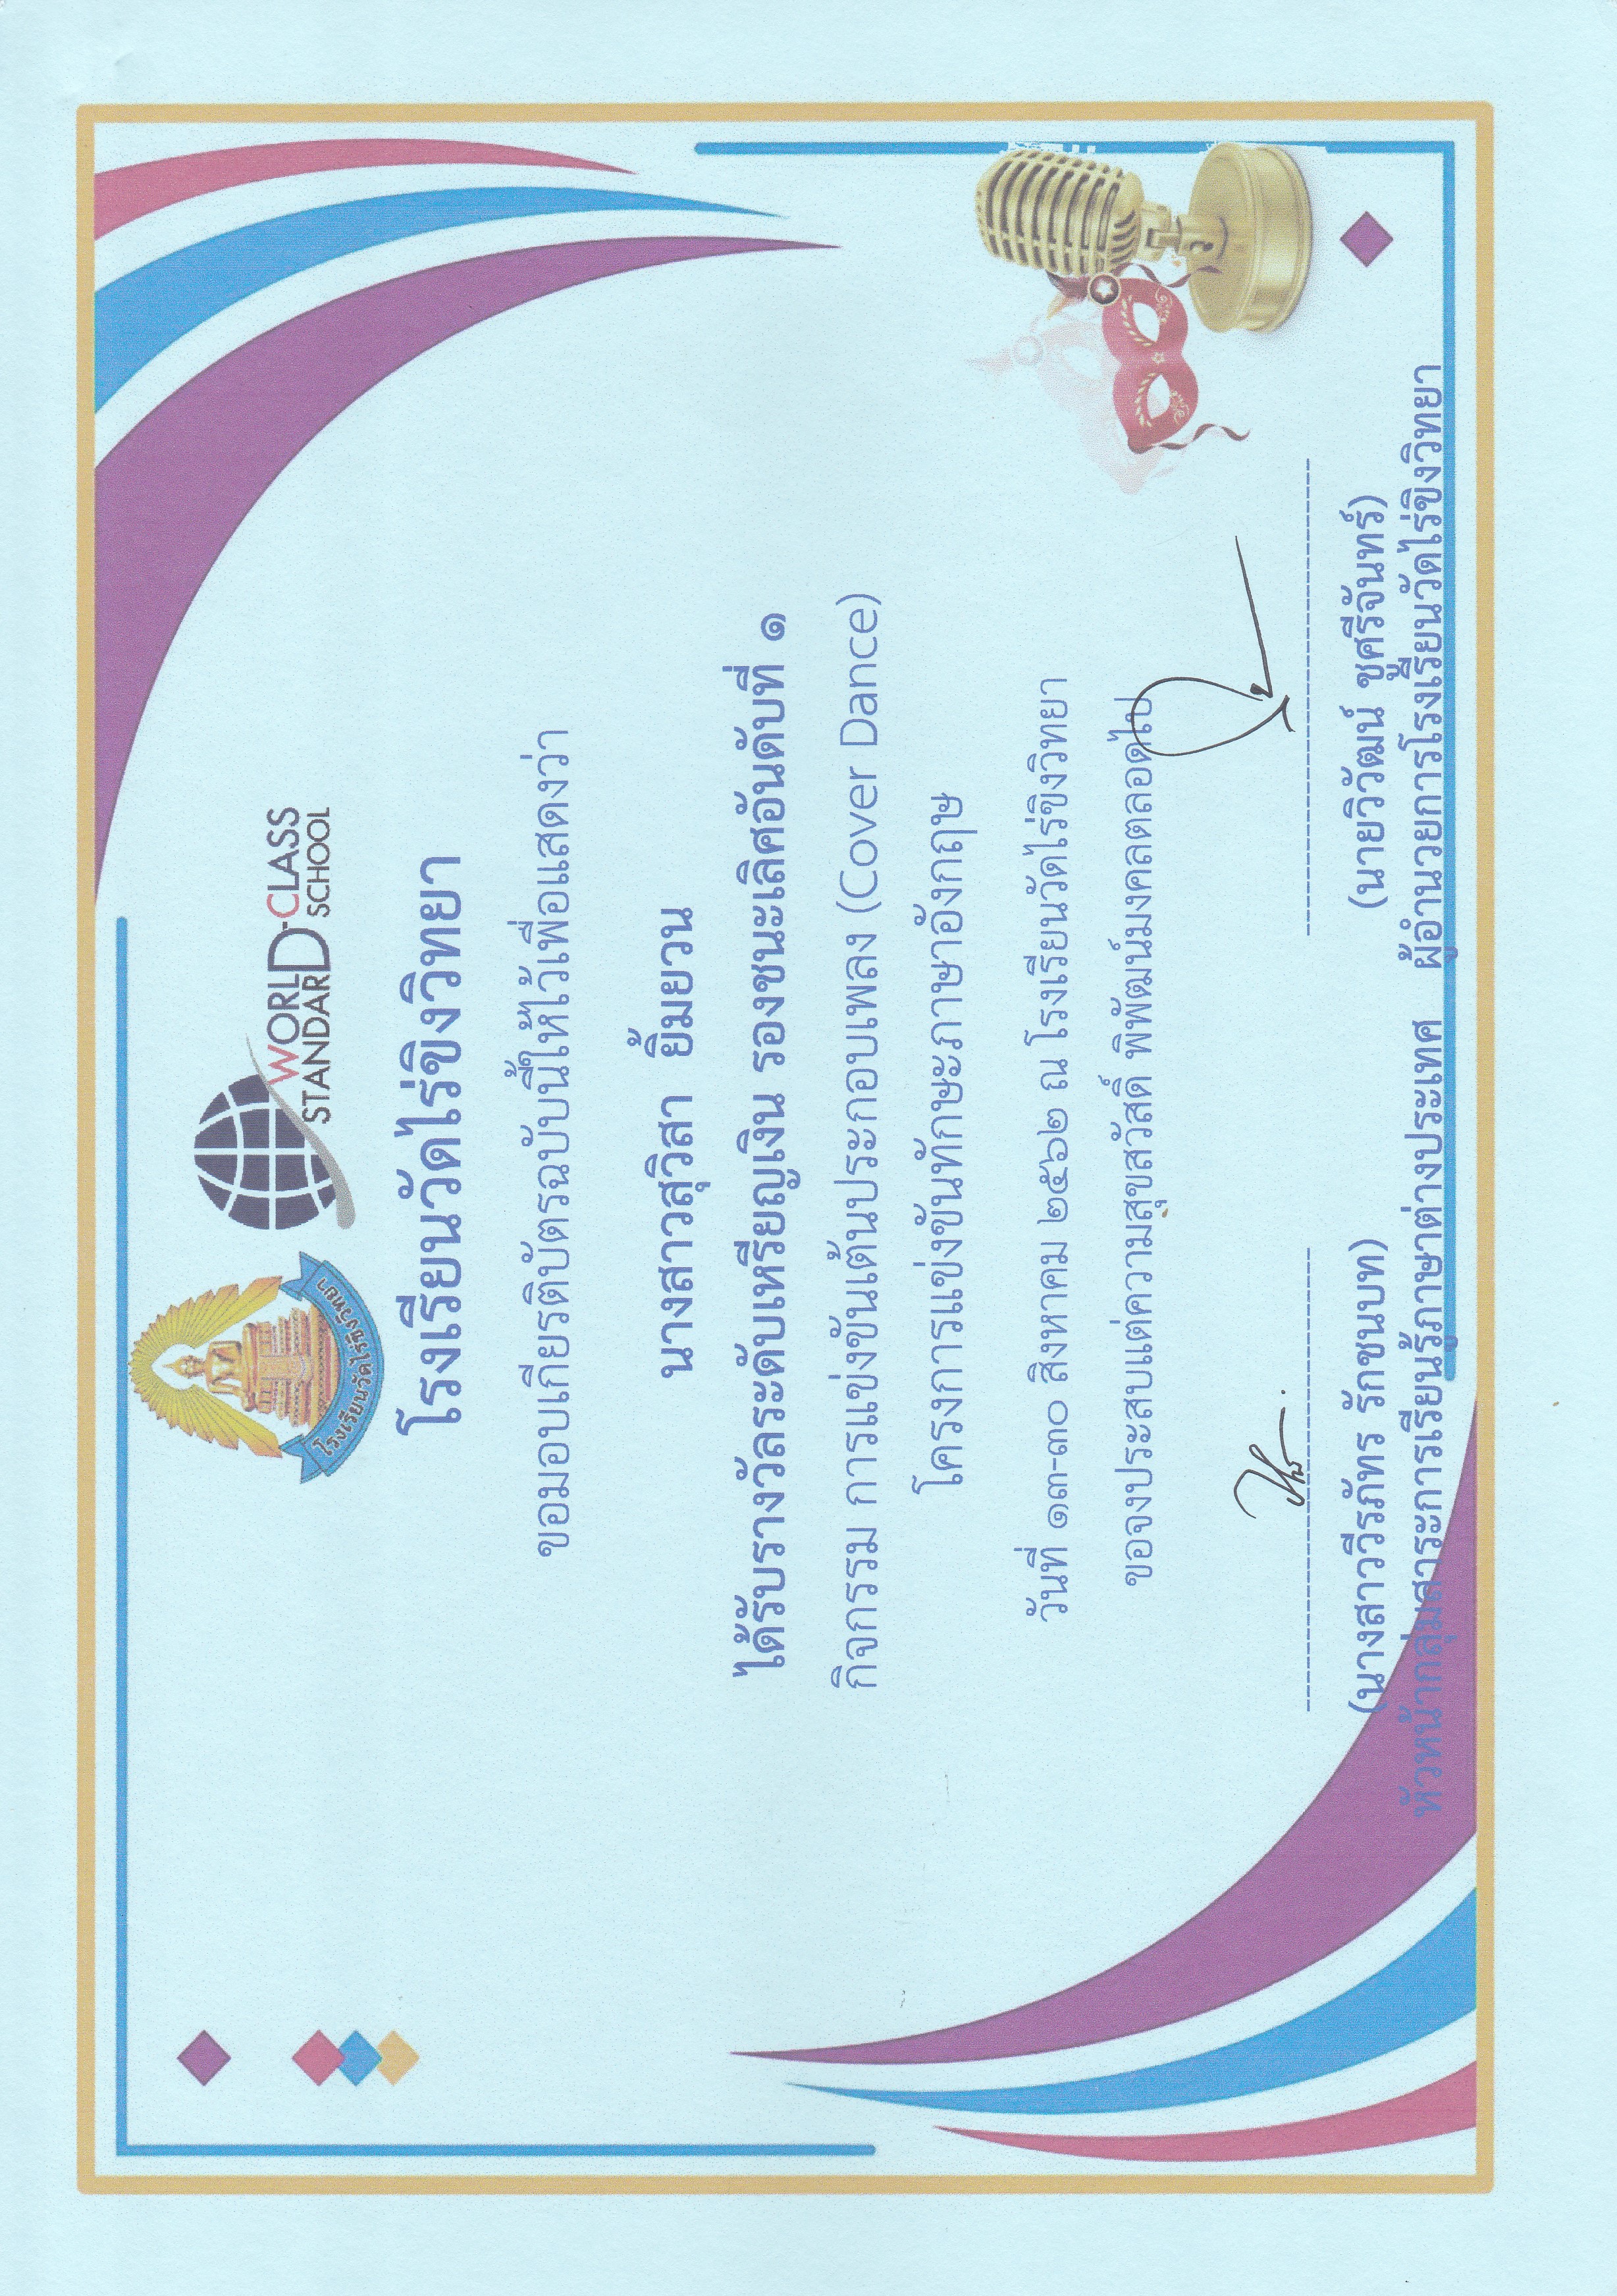 โรงเรียนวัดไร่ขิงวิทยา
WORLD-CLASS
STANDARD SCHOOL
โรงเรียนวัดไร่ขิงวิทยา
ขอมอบเกียรติบัตรฉบับนี้ให้ไว้เพื่อแสดงว่า
นางสาวสุวิสา ยิ้มยวน
ได้รับรางวัลระดับเหรียญเงิน รองชนะเลิศอันดับที่ ๑
กิจกรรม การแข่งขันเต้นประกอบเพลง (Cover Dance)
โครงการแข่งขันทักษะภาษาอังกฤษ
วันที่ ๑๓-๓๐ สิงหาคม ๒๕๖๒ ณ โรงเรียนวัดไร่ขิงวิทยา
ขอจงประสบแต่ความสุขสวัสดิ์ พิพัฒน์มงคลตลอดไป
(นางสาววีรภัทร รักชนบท) (นายวิวัฒน์ ชูศรีจันทร์)
หัวหน้ากลุ่มสาระการเรียนรู้ภาษาต่างประเทศ ผู้อำนวยการโรงเรียนวัดไร่ขิงวิทยา